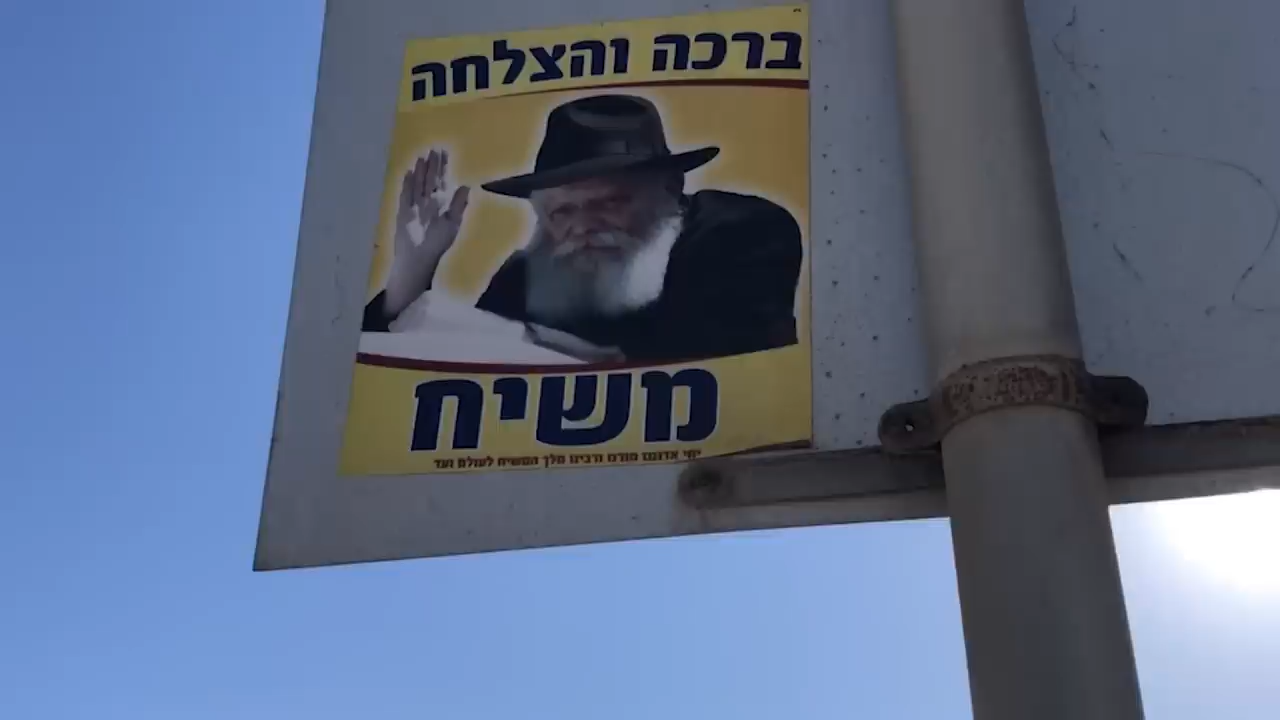 ברכה והצלחה
משיח
יחי אדוננו מורנו ורבינו מלך המשיח לעולם ועד